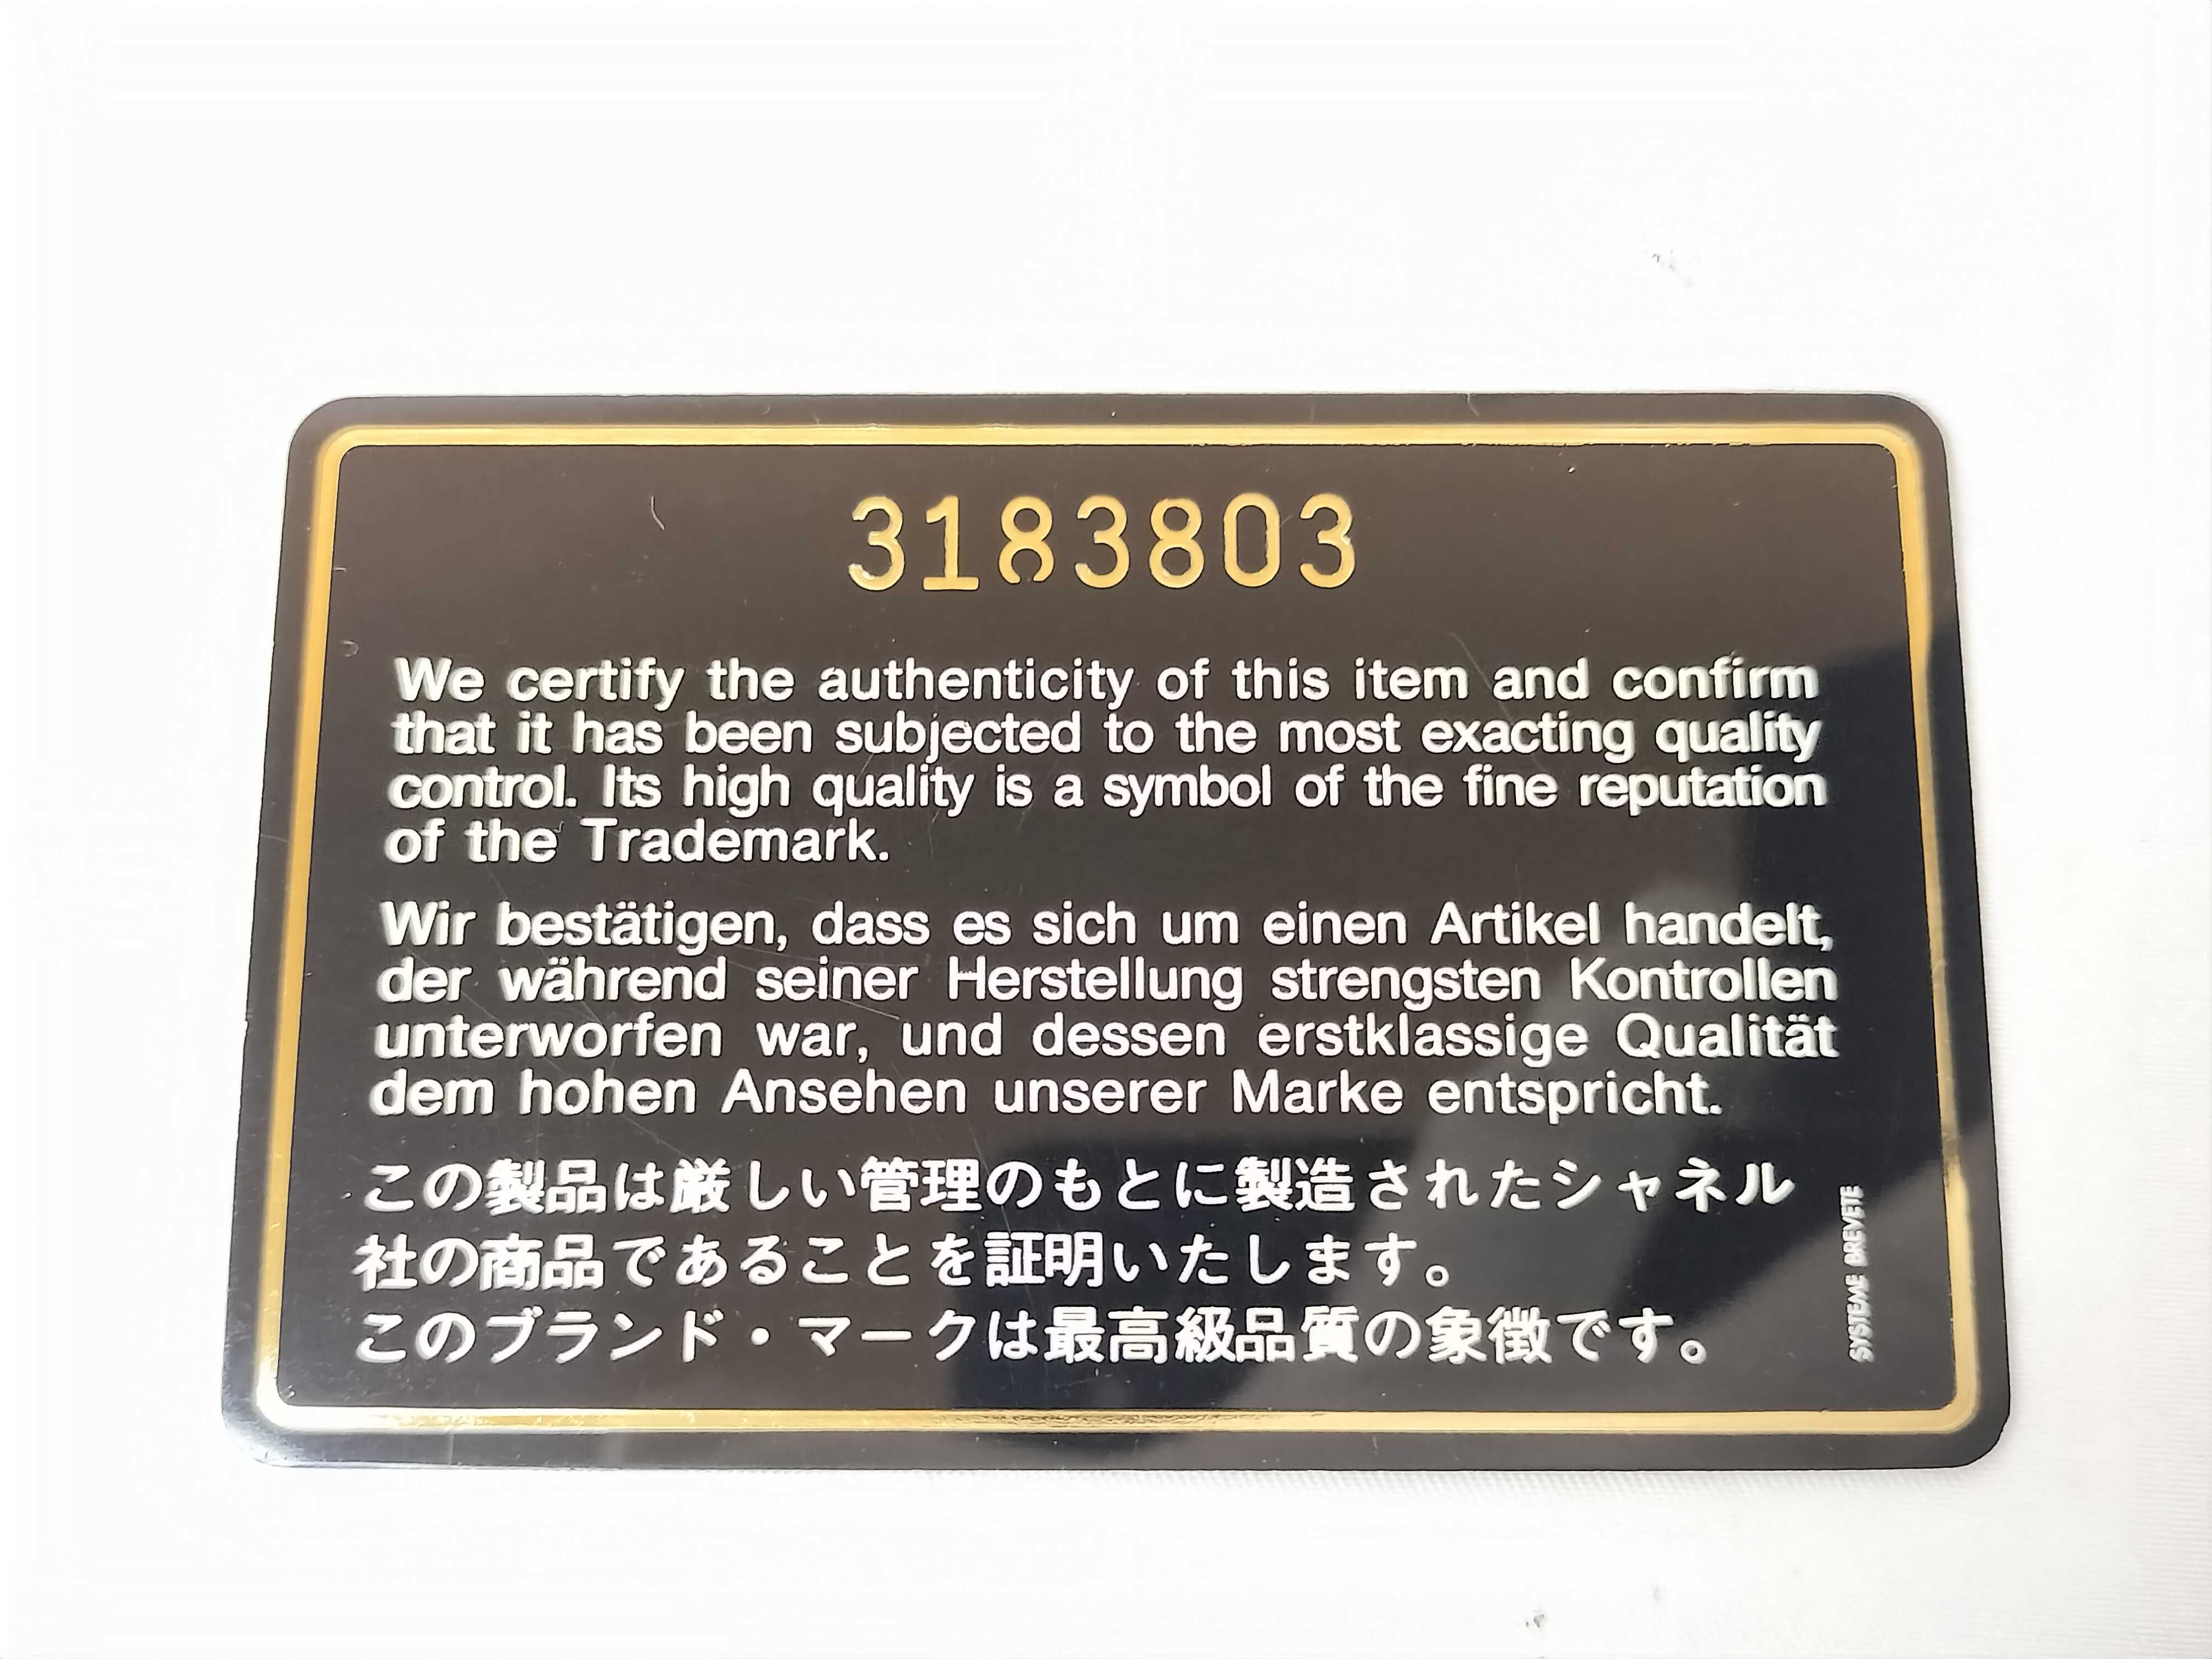 3183803
We certify the authenticity of this item and confirm
that it has been subjected to the most exacting quality
control. Its high quality is a symbol of the fine reputation
of the Trademark.
Wir bestätigen, dass es sich um einen Artikel handelt,
der während seiner Herstellung strengsten Kontrollen
unterworfen war, und dessen erstklassige Qualität
dem hohen Ansehen unserer Marke entspricht.
この製品は厳しい管理のもとに製造されたシャネル
社の商品であることを証明いたします。
このブランド・マークは最高級品質の象徴です。
SYSTEME BREVETE